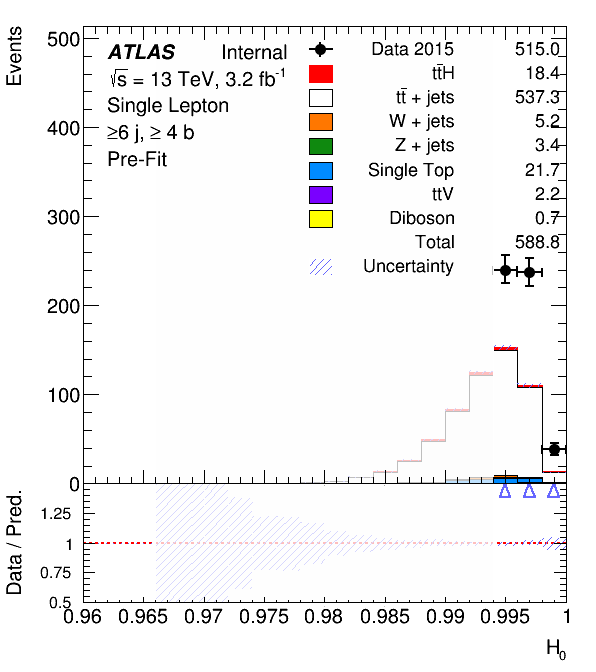 Events
500
400
300
200
100
0
ATLAS Internal
√s = 13 TeV, 3.2 fb-1
Single Lepton
≥6 j, ≥ 4 b
Pre-Fit
Data 2015 515.0
tt̄H 18.4
tt̄ + jets 537.3
W + jets 5.2
Z + jets 3.4
Single Top 21.7
ttV 2.2
Diboson 0.7
Total 588.8
Uncertainty
Data / Pred.
1.25
1
0.75
0.5
0.96 0.965 0.97 0.975 0.98 0.985 0.99 0.995 1
H0